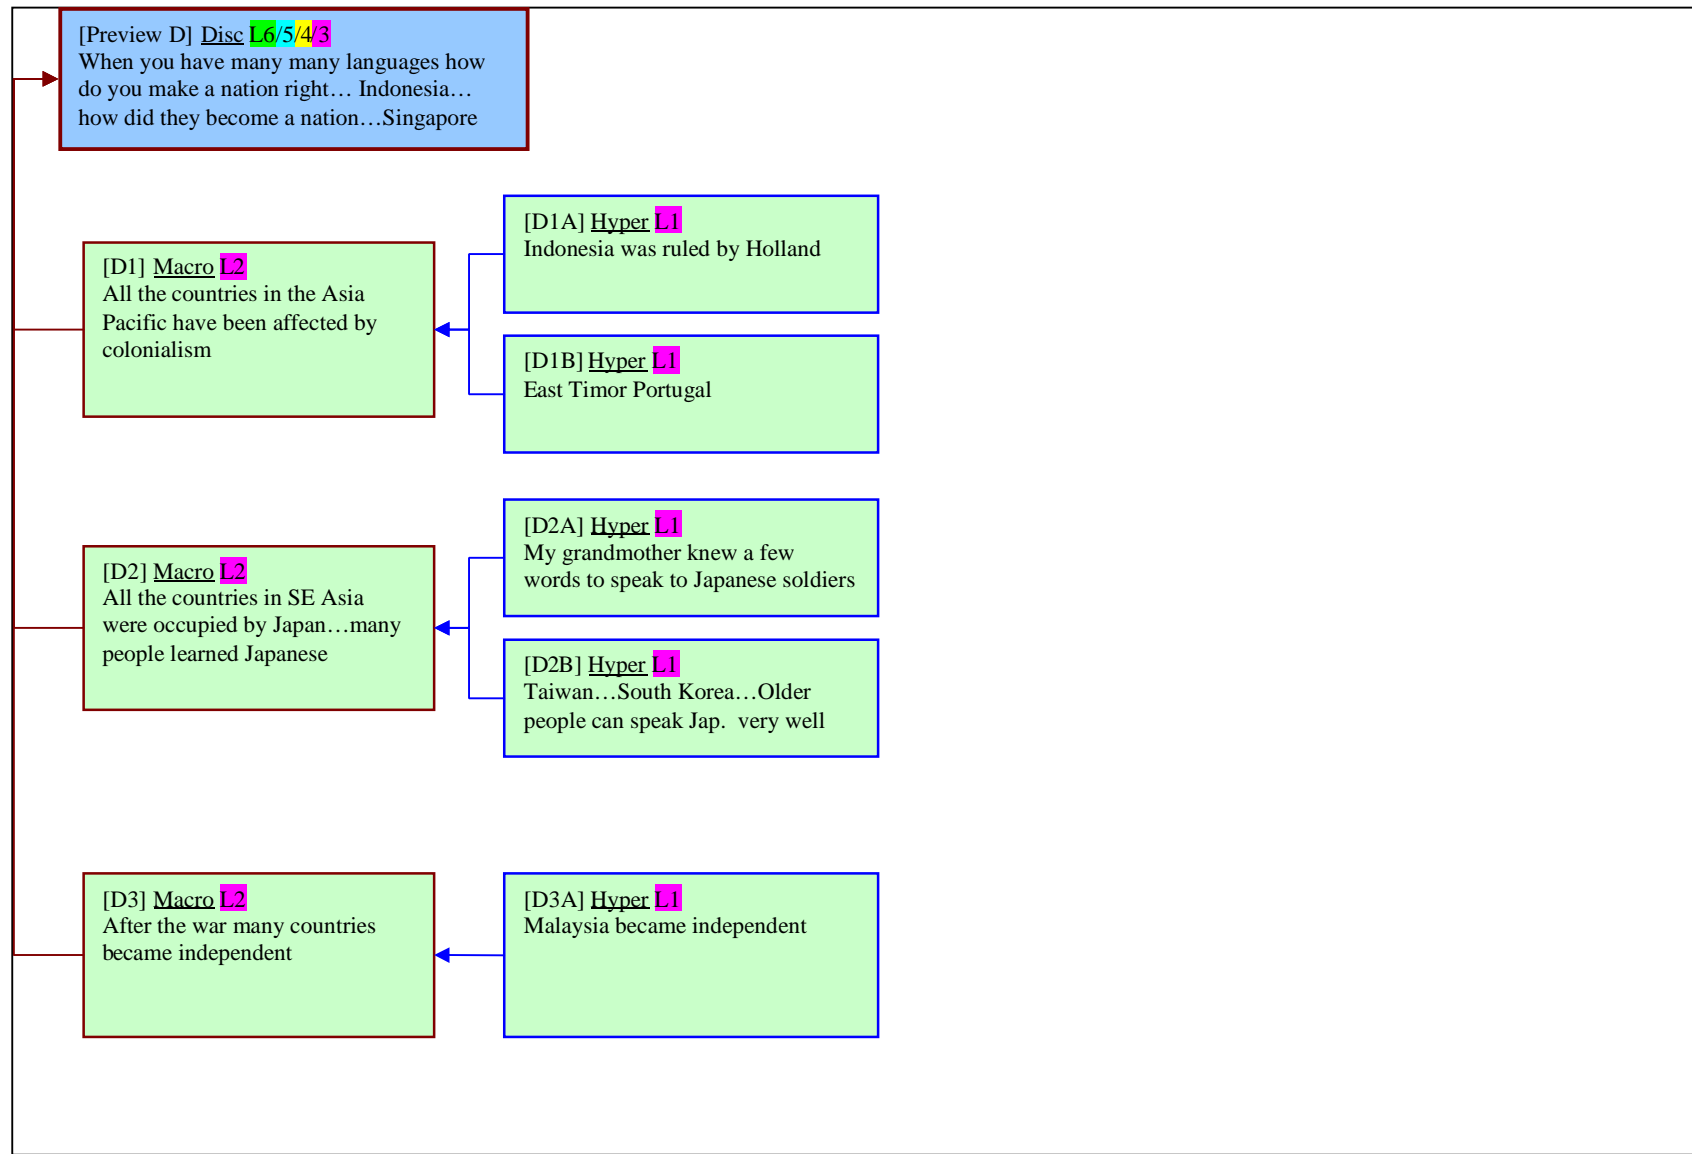 [Preview D] Disc L6/5/4/3
When you have many many languages how
do you make a nation right… Indonesia…
how did they become a nation…Singapore
[D1] Macro L2
All the countries in the Asia
Pacific have been affected by
colonialism
[D1A] Hyper L1
Indonesia was ruled by Holland
[D1B] Hyper L1
East Timor Portugal
[D2] Macro L2
All the countries in SE Asia
were occupied by Japan…many
people learned Japanese
[D2A] Hyper L1
My grandmother knew a few
words to speak to Japanese soldiers
[D2B] Hyper L1
Taiwan…South Korea…Older
people can speak Jap.  very well
[D3] Macro L2
After the war many countries
became independent
[D3A] Hyper L1
Malaysia became independent